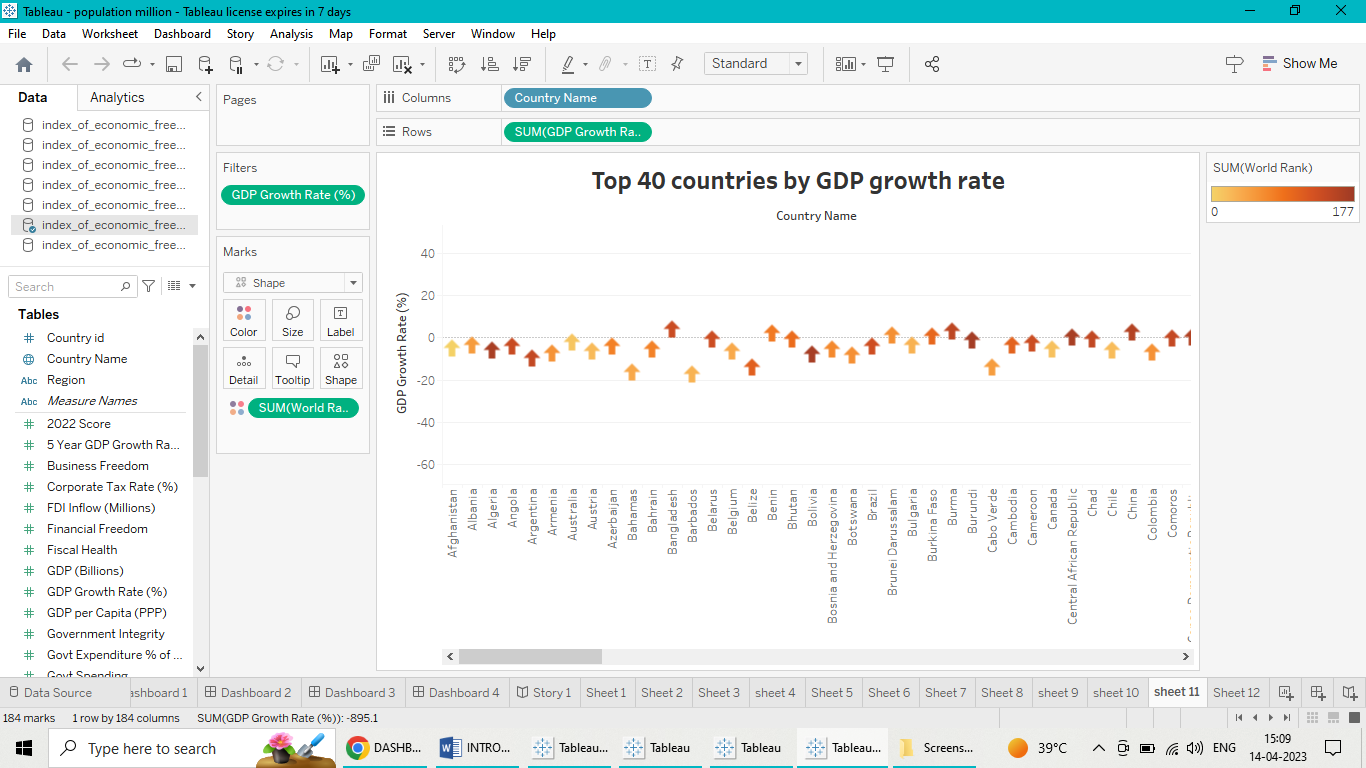 Tableau - population million - Tableau license expires in 7 days
File Data Worksheet Dashboard Story Analysis Map Format Server Window Help
Standard
Show Me
Data Analytics
index_of_economic_free...
index_of_economic_free...
index_of_economic_free...
index_of_economic_free...
index_of_economic_free...
index_of_economic_free...
index_of_economic_free...
Search
Tables
Country id
Country Name
Abc Region
Abc Measure Names
2022 Score
5 Year GDP Growth Ra...
Business Freedom
Corporate Tax Rate (%)
FDI Inflow (Millions)
Financial Freedom
Fiscal Health
GDP (Billions)
GDP Growth Rate (%)
GDP per Capita (PPP)
Government Integrity
Govt Expenditure % of ...
Govt Spending
Pages
Filters
GDP Growth Rate (%)
Marks
Shape
Color Size Label
Detail Tooltip Shape
SUM(World Ra..
Columns Country Name
Rows SUM(GDP Growth Ra..
Top 40 countries by GDP growth rate
Country Name
GDP Growth Rate (%)
40
20
0
-20
-40
-60
Afghanistan
Albania
Algeria
Angola
Argentina
Armenia
Australia
Austria
Azerbaijan
Bahamas
Bahrain
Bangladesh
Barbados
Belarus
Belgium
Belize
Benin
Bhutan
Bolivia
Bosnia and Herzegovina
Botswana
Brazil
Brunei Darussalam
Bulgaria
Burkina Faso
Burma
Burundi
Cabo Verde
Cambodia
Cameroon
Canada
Central African Republic
Chad
Chile
China
Colombia
Comoros
SUM(World Rank)
0 177
Data Source ashboard 1 Dashboard 2 Dashboard 3 Dashboard 4 Story 1 Sheet 1 Sheet 2 Sheet 3 sheet 4 Sheet 5 Sheet 6 Sheet 7 Sheet 8 sheet 9 sheet 10 sheet 11 Sheet 12
184 marks 1 row by 184 columns SUM(GDP Growth Rate (%)): -895.1
Type here to search
DASHB... INTRO... Tableau... Tableau Tableau Tableau... Screens...
39°C
ENG
15:09
14-04-2023